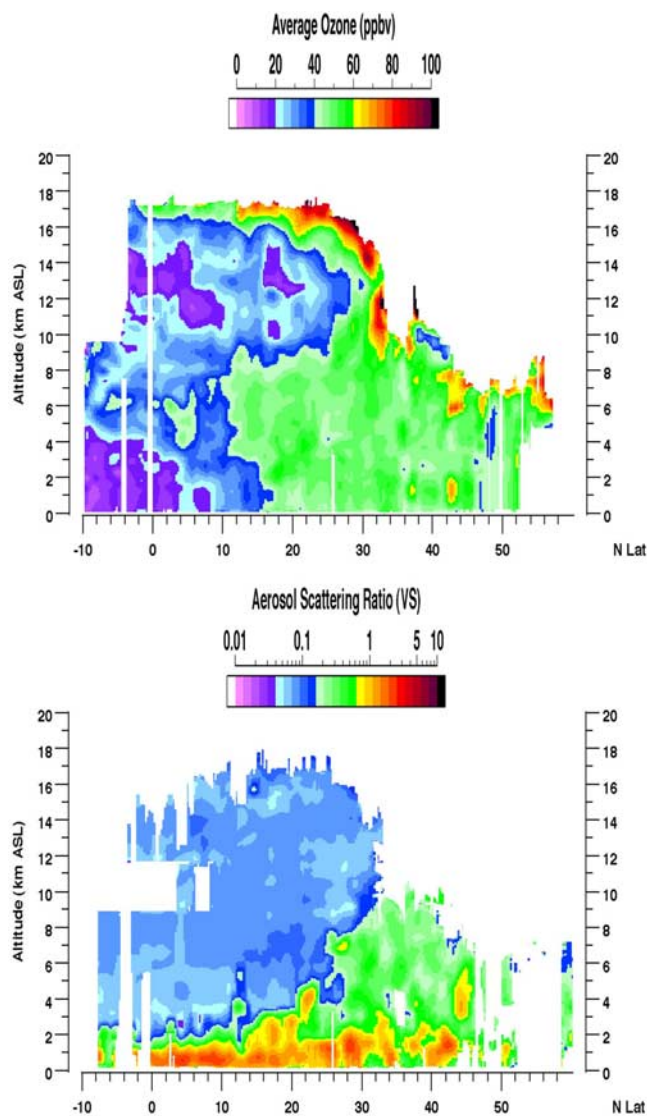 Average Ozone (ppbv)
0 20 40 60 80 100
20 20
18 18
16 16
14 14
12 12
10 10
8 8
6 6
4 4
2 2
0 0
Altitude (km ASL)
-10 0 10 20 30 40 50 N Lat
Aerosol Scattering Ratio (VS)
0.01 0.1 1 5 10
20 20
18 18
16 16
14 14
12 12
10 10
8 8
6 6
4 4
2 2
0 0
Altitude (km ASL)
-10 0 10 20 30 40 50 N Lat